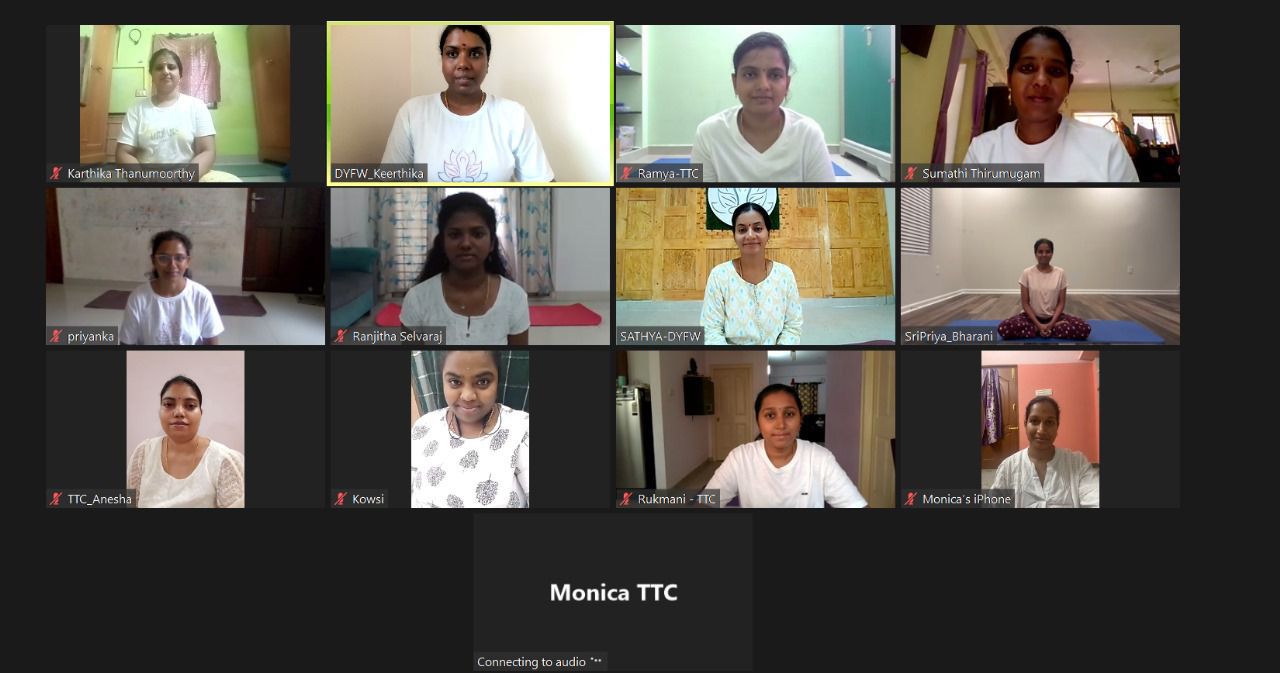 Karthika Thanumoorthy
DYFW_Keerthika
Ramya-TTC
Sumathi Thirumugam
priyanka
Ranjitha Selvaraj
SATHYA-DYFW
SriPriya_Bharani
TTC_Anesha
Kowsi
Rukmani - TTC
Monica's iPhone
Monica TTC
Connecting to audio